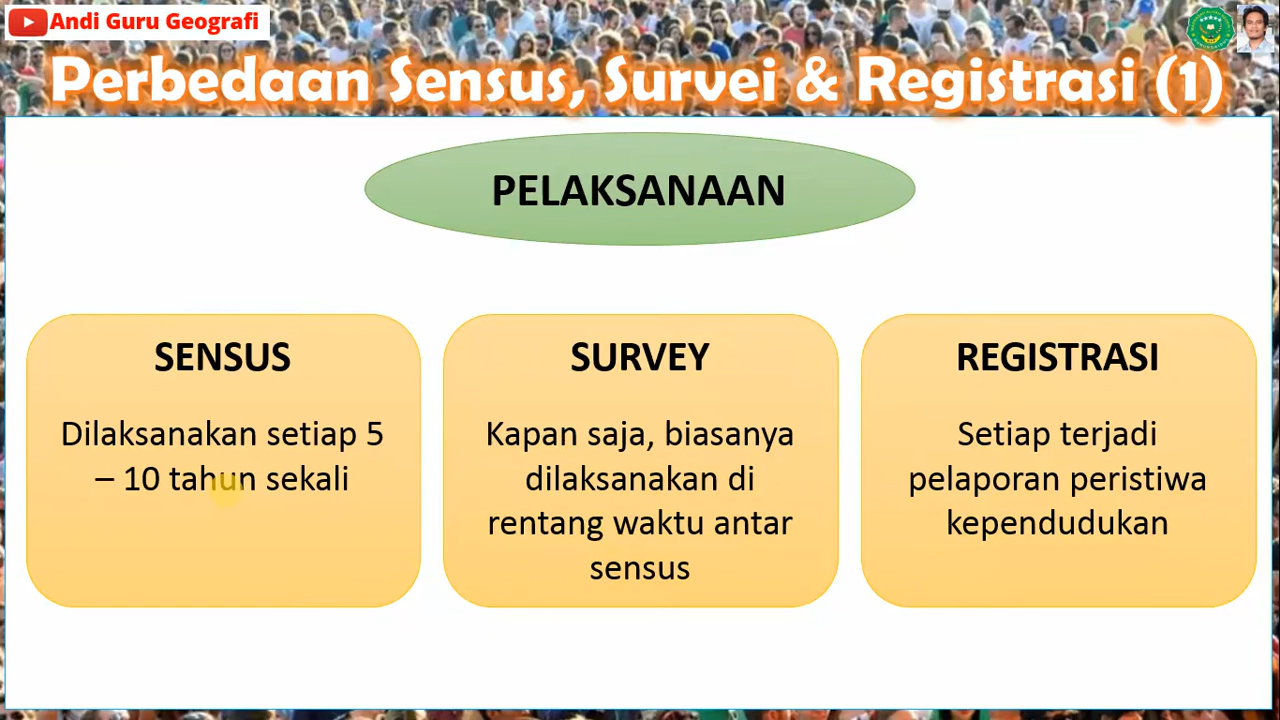 Andi Guru Geografi
Perbedaan Sensus, Survei & Registrasi (1)
PELAKSANAAN
SENSUS
Dilaksanakan setiap 5
– 10 tahun sekali
SURVEY
Kapan saja, biasanya
dilaksanakan di
rentang waktu antar
sensus
REGISTRASI
Setiap terjadi
pelaporan peristiwa
kependudukan